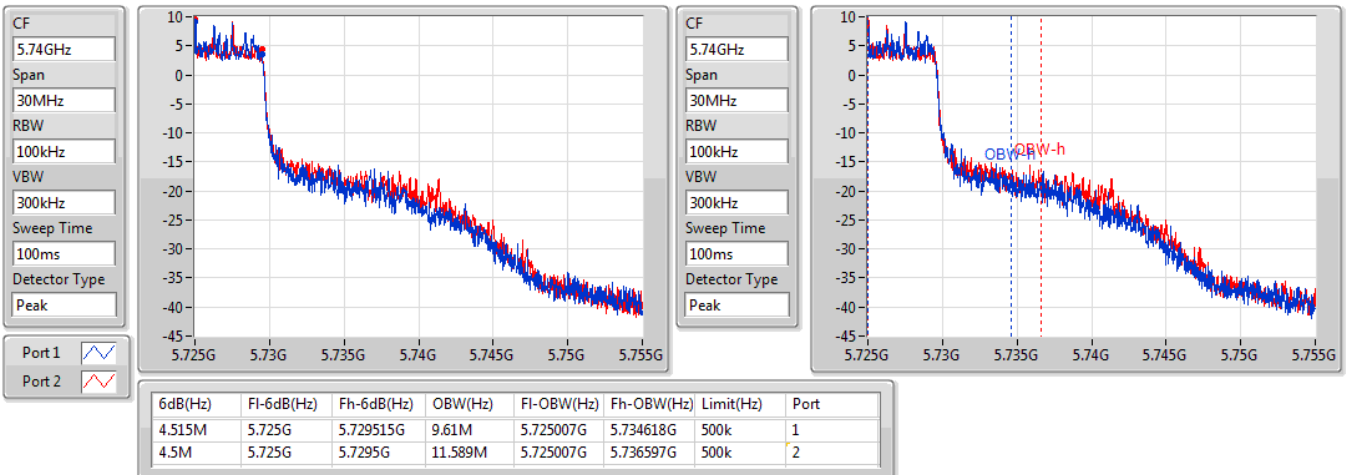 CF
5.74GHz
Span
30MHz
RBW
100kHz
VBW
300kHz
Sweep Time
100ms
Detector Type
Peak
Port 1
Port 2
10
5
0
-5
-10
-15
-20
-25
-30
-35
-40
-45
5.725G 5.73G 5.735G 5.74G 5.745G 5.75G 5.755G
CF
5.74GHz
Span
30MHz
RBW
100kHz
VBW
300kHz
Sweep Time
100ms
Detector Type
Peak
10
5
0
-5
-10
-15
-20
-25
-30
-35
-40
-45
OBW-h OBW-h
5.725G 5.73G 5.735G 5.74G 5.745G 5.75G 5.755G
6dB(Hz) Fl-6dB(Hz) Fh-6dB(Hz) OBW(Hz) Fl-OBW(Hz) Fh-OBW(Hz) Limit(Hz) Port
4.515M 5.725G 5.729515G 9.61M 5.725007G 5.734618G 500k 1
4.5M 5.725G 5.7295G 11.589M 5.725007G 5.736597G 500k 2